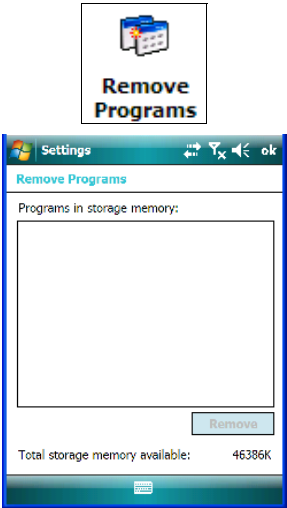 Remove
Programs
Settings
ok
Remove Programs
Programs in storage memory:
Remove
Total storage memory available: 46386K